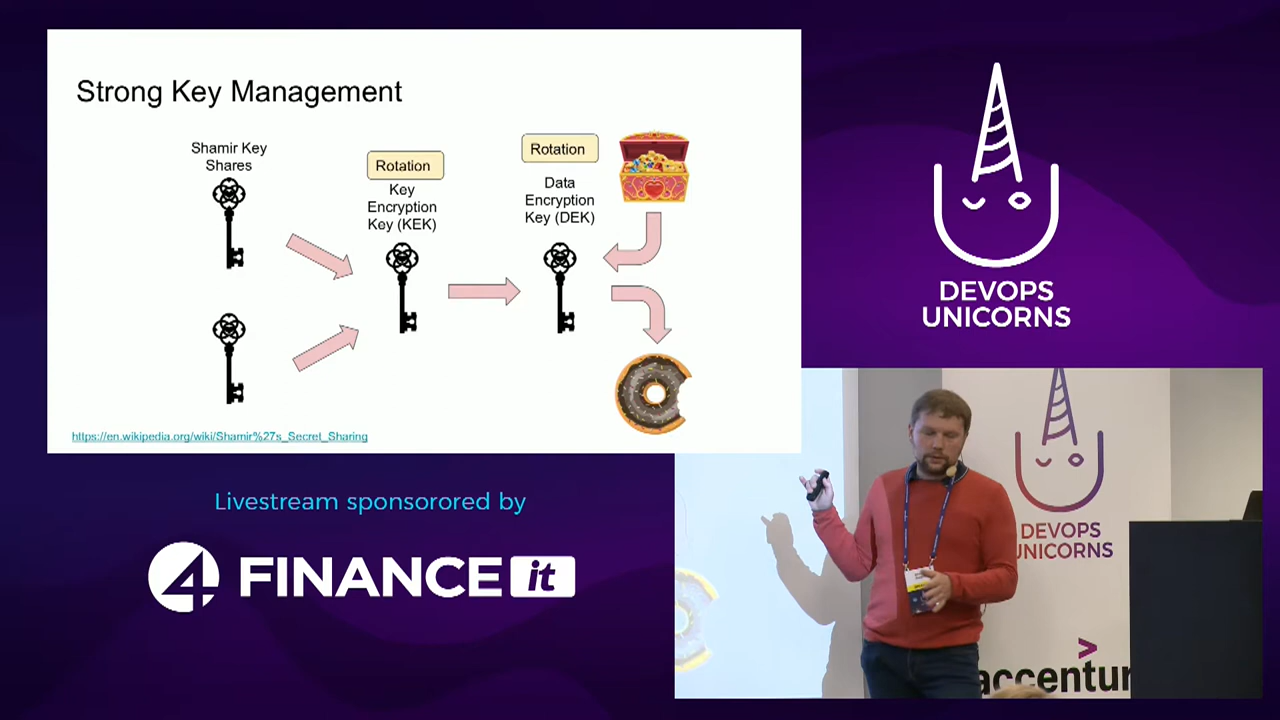 Strong Key Management
Shamir Key
Shares
Rotation
Key
Encryption
Key (KEK)
Rotation
Data
Encryption
Key (DEK)
https://en.wikipedia.org/wiki/Shamir%27s_Secret_Sharing
DEVOPS
UNICORNS
Livestream sponsorored by
4FINANCE it
DEVOPS
UNICORNS
accentur